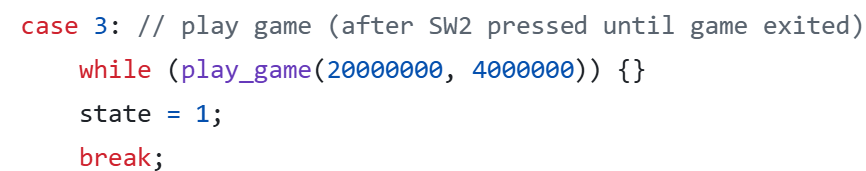 case 3: // play game (after SW2 pressed until game exited)
while (play_game(20000000, 4000000)) {}
state = 1;
break;